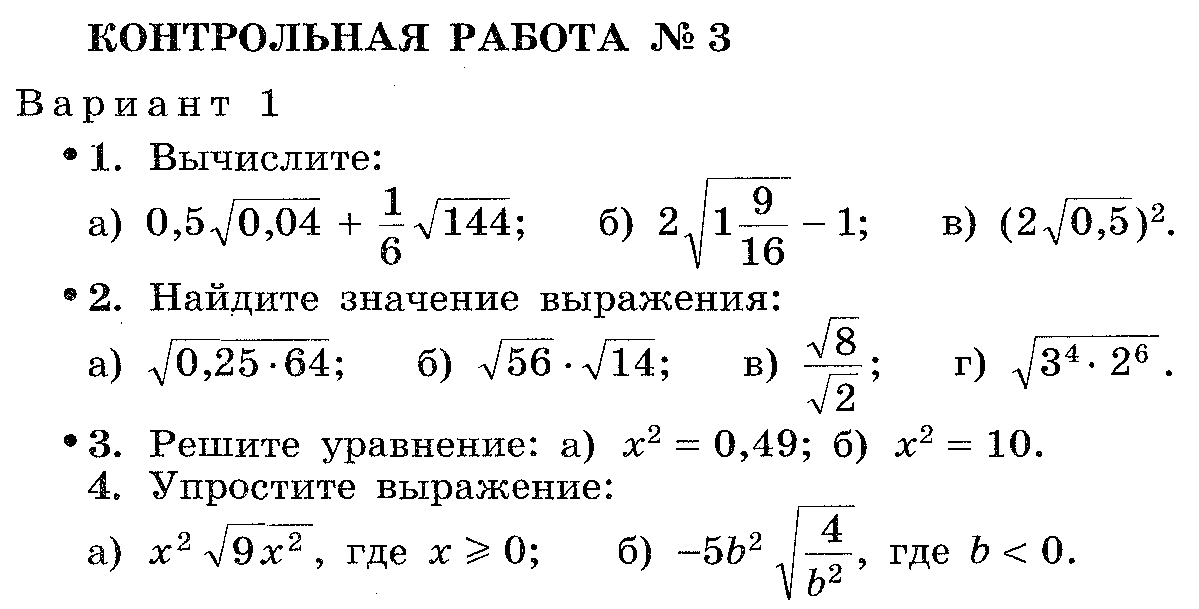 КОНТРОЛЬНАЯ РАБОТА № 3
Вариант 1
• 1. Вычислите:
а) 0,5√0,04 + 1/6 √144; б) 2√(1 9/16) − 1; в) (2√0,5)².
• 2. Найдите значение выражения:
а) √(0,25 · 64); б) √56 · √14; в) √8/√2; г) √(3⁴ · 2⁶).
• 3. Решите уравнение: а) x² = 0,49; б) x² = 10.
4. Упростите выражение:
а) x² √(9x²), где x ⩾ 0; б) −5b² √(4/b²), где b < 0.